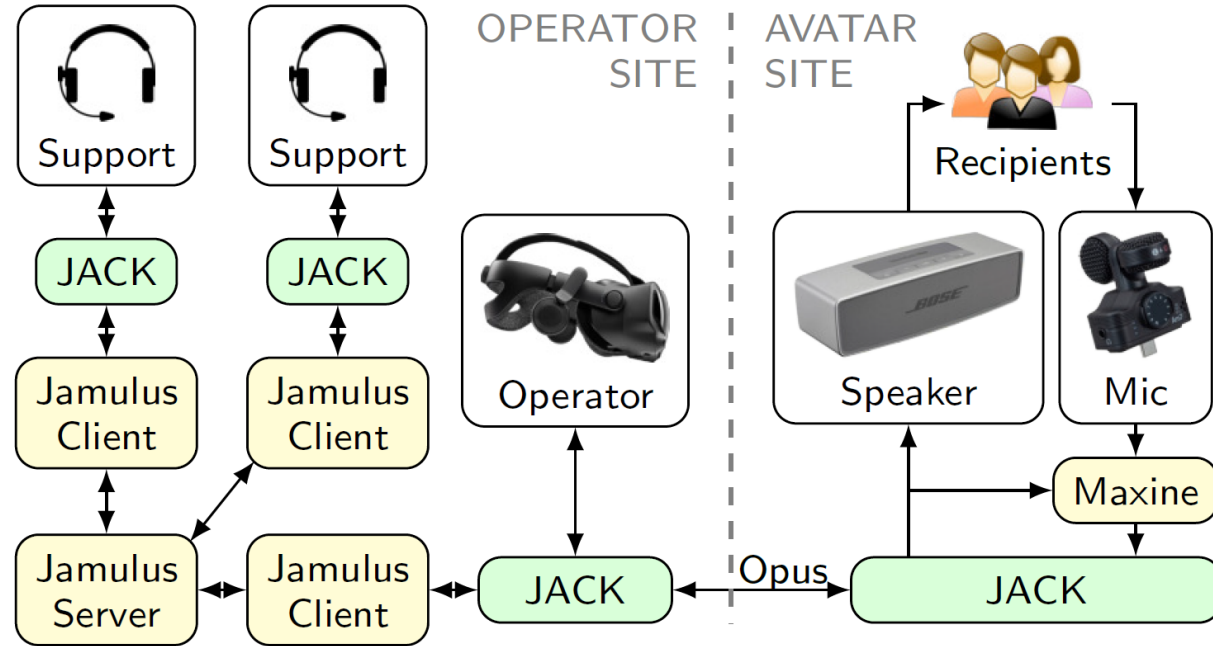 OPERATOR
SITE
AVATAR
SITE
Support
Support
Recipients
JACK
JACK
BOSE
Jamulus
Client
Jamulus
Client
Operator
Speaker
Mic
Maxine
Jamulus
Server
Jamulus
Client
JACK
Opus
JACK